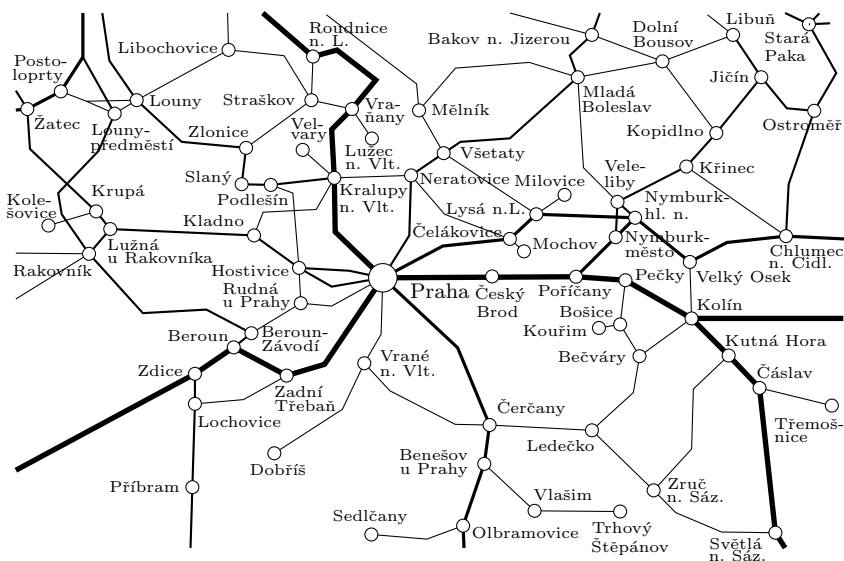 Roudnice
n. L.
Libochovice
Bakov n. Jizerou
Dolní
Bousov
Libuň
Stará
Paka
Posto-
loprty
Louny
Straškov
Vra-
ňany
Mělník
Mladá
Boleslav
Jičín
Žatec
Louny-
předměstí
Zlonice
Vel-
vary
Lužec
n. Vlt.
Všetaty
Kopidlno
Ostroměř
Slaný
Podlešín
Kralupy
n. Vlt.
Neratovice
Milovice
Vele-
liby
Křinec
Kole-
šovice
Krupá
Kladno
Lysá n.L.
Nymburk-
hl. n.
Čelákovice
Mochov
Nymburk-
město
Lužná
u Rakovníka
Rakovník
Hostivice
Rudná
u Prahy
Praha
Český
Brod
Poříčany
Pečky
Velký Osek
Chlumec
n. Cidl.
Bošice
Kolín
Kouřim
Beroun
Beroun-
Závodí
Bečváry
Kutná Hora
Zdice
Zadní
Třebaň
Vrané
n. Vlt.
Čáslav
Lochovice
Čerčany
Ledečko
Třemoš-
nice
Dobříš
Benešov
u Prahy
Příbram
Vlašim
Zruč
n. Sáz.
Sedlčany
Olbramovice
Trhový
Štěpánov
Světlá
n. Sáz.